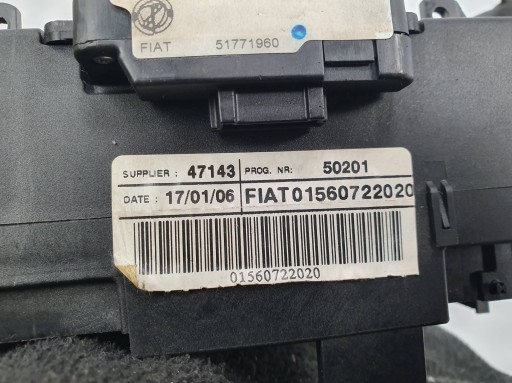 FIAT 51771960
SUPPLIER : 47143 PROG. NR: 50201
DATE : 17/01/06 FIAT01560722020
01560722020